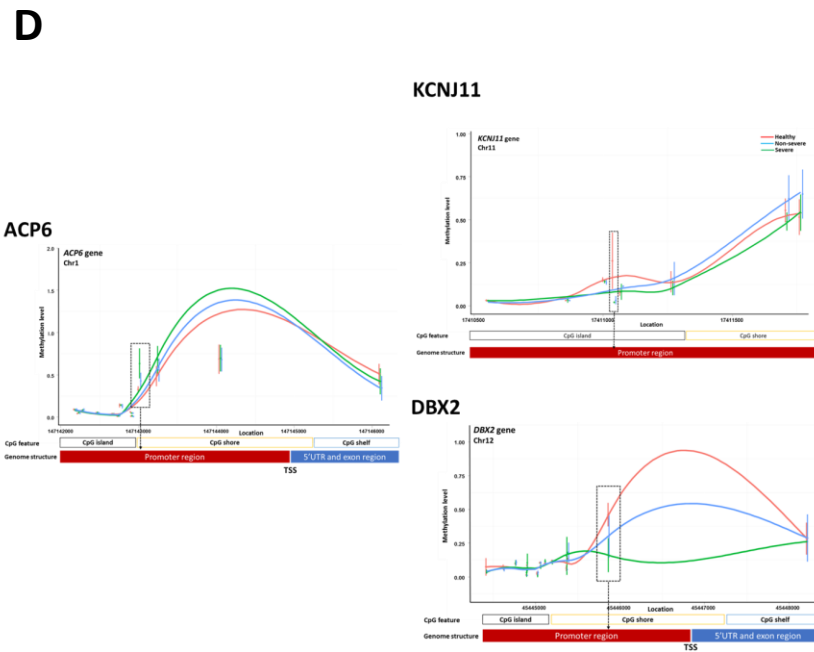 D
KCNJ11
KCNJ11 gene
Chr11
Healthy
Non-severe
Severe
Methylation level
1.00
0.75
0.50
0.25
0.00
17410500
17411000
17411500
Location
CpG feature
CpG island
CpG shore
Genome structure
Promoter region
ACP6
ACP6 gene
Chr1
Methylation level
2.0
1.5
1.0
0.5
0.0
147142000
147143000
147144000
147145000
147146000
Location
CpG feature
CpG island
CpG shore
CpG shelf
Genome structure
Promoter region
5'UTR and exon region
TSS
DBX2
DBX2 gene
Chr12
Methylation level
1.00
0.75
0.50
0.25
0.00
45445000
45446000
45447000
45448000
Location
CpG feature
CpG island
CpG shore
CpG shelf
Genome structure
Promoter region
5'UTR and exon region
TSS